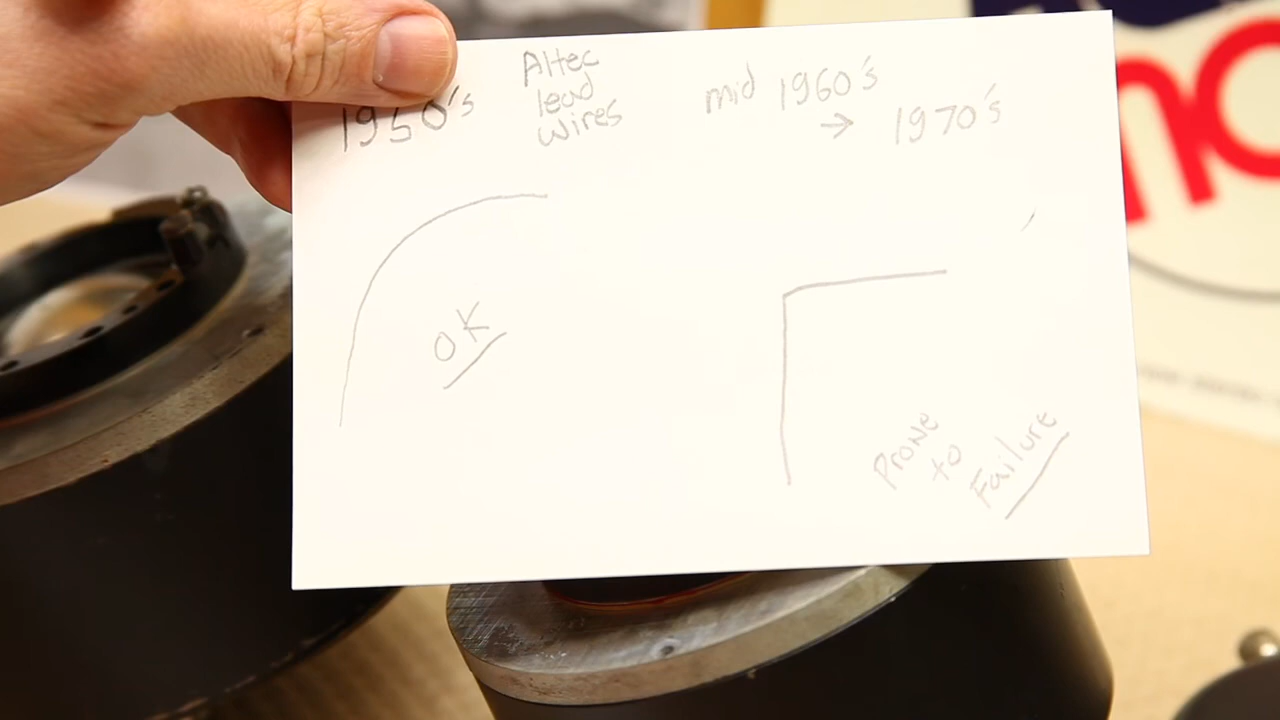 1950's
Altec
lead
wires
mid 1960's
→ 1970's
OK
Prone
to
Failure